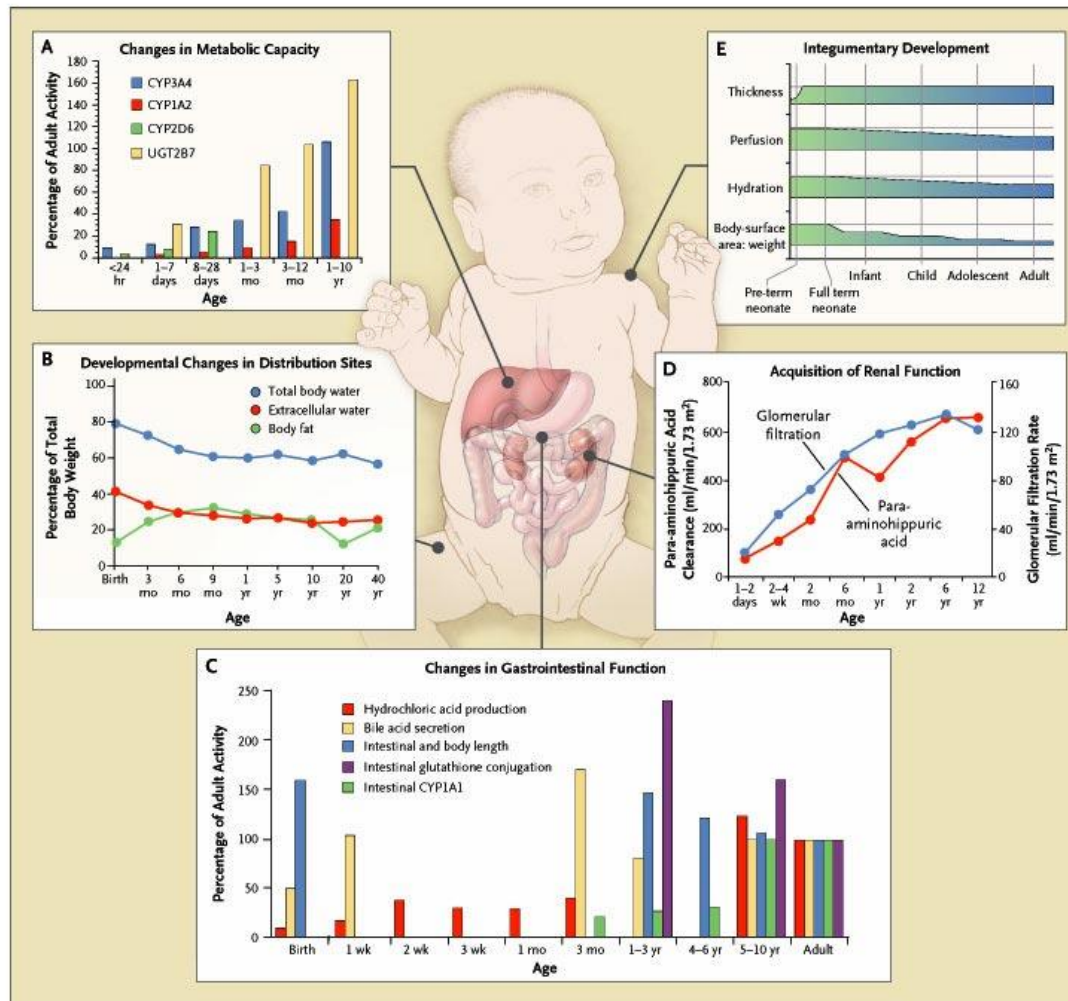 A
Changes in Metabolic Capacity
Percentage of Adult Activity
180
160
140
120
100
80
60
40
20
0
CYP3A4
CYP1A2
CYP2D6
UGT2B7
<24 1–7 8–28 1–3 3–12 1–10
hr days days mo mo yr
Age
E
Integumentary Development
Thickness
Perfusion
Hydration
Body-surface
area: weight
Infant Child Adolescent Adult
Pre-term Full term
neonate neonate
B
Developmental Changes in Distribution Sites
Percentage of Total
Body Weight
100
80
60
40
20
0
Total body water
Extracellular water
Body fat
Birth 3 6 9 1 5 10 20 40
mo mo mo yr yr yr yr yr
Age
D
Acquisition of Renal Function
Para-aminohippuric Acid
Clearance (ml/min/1.73 m²)
800
600
400
200
0
Glomerular
filtration
Para-
aminohippuric
acid
160
120
80
40
0
Glomerular Filtration Rate
(ml/min/1.73 m²)
1–2 2–4 2 6 1 2 6 12
days wk mo mo yr yr yr yr
Age
C
Changes in Gastrointestinal Function
Percentage of Adult Activity
250
200
150
100
50
0
Hydrochloric acid production
Bile acid secretion
Intestinal and body length
Intestinal glutathione conjugation
Intestinal CYP1A1
Birth 1 wk 2 wk 3 wk 1 mo 3 mo 1–3 yr 4–6 yr 5–10 yr Adult
Age